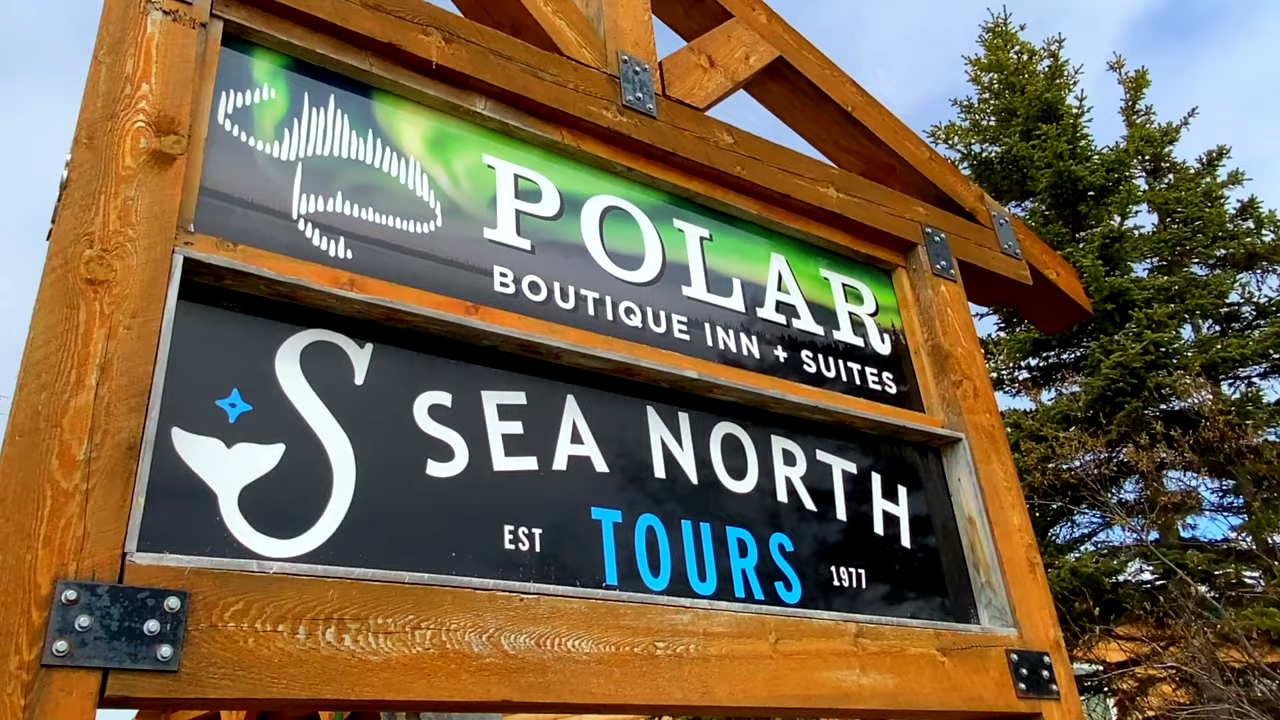 POLAR
BOUTIQUE INN + SUITES
SEA NORTH
EST TOURS 1977